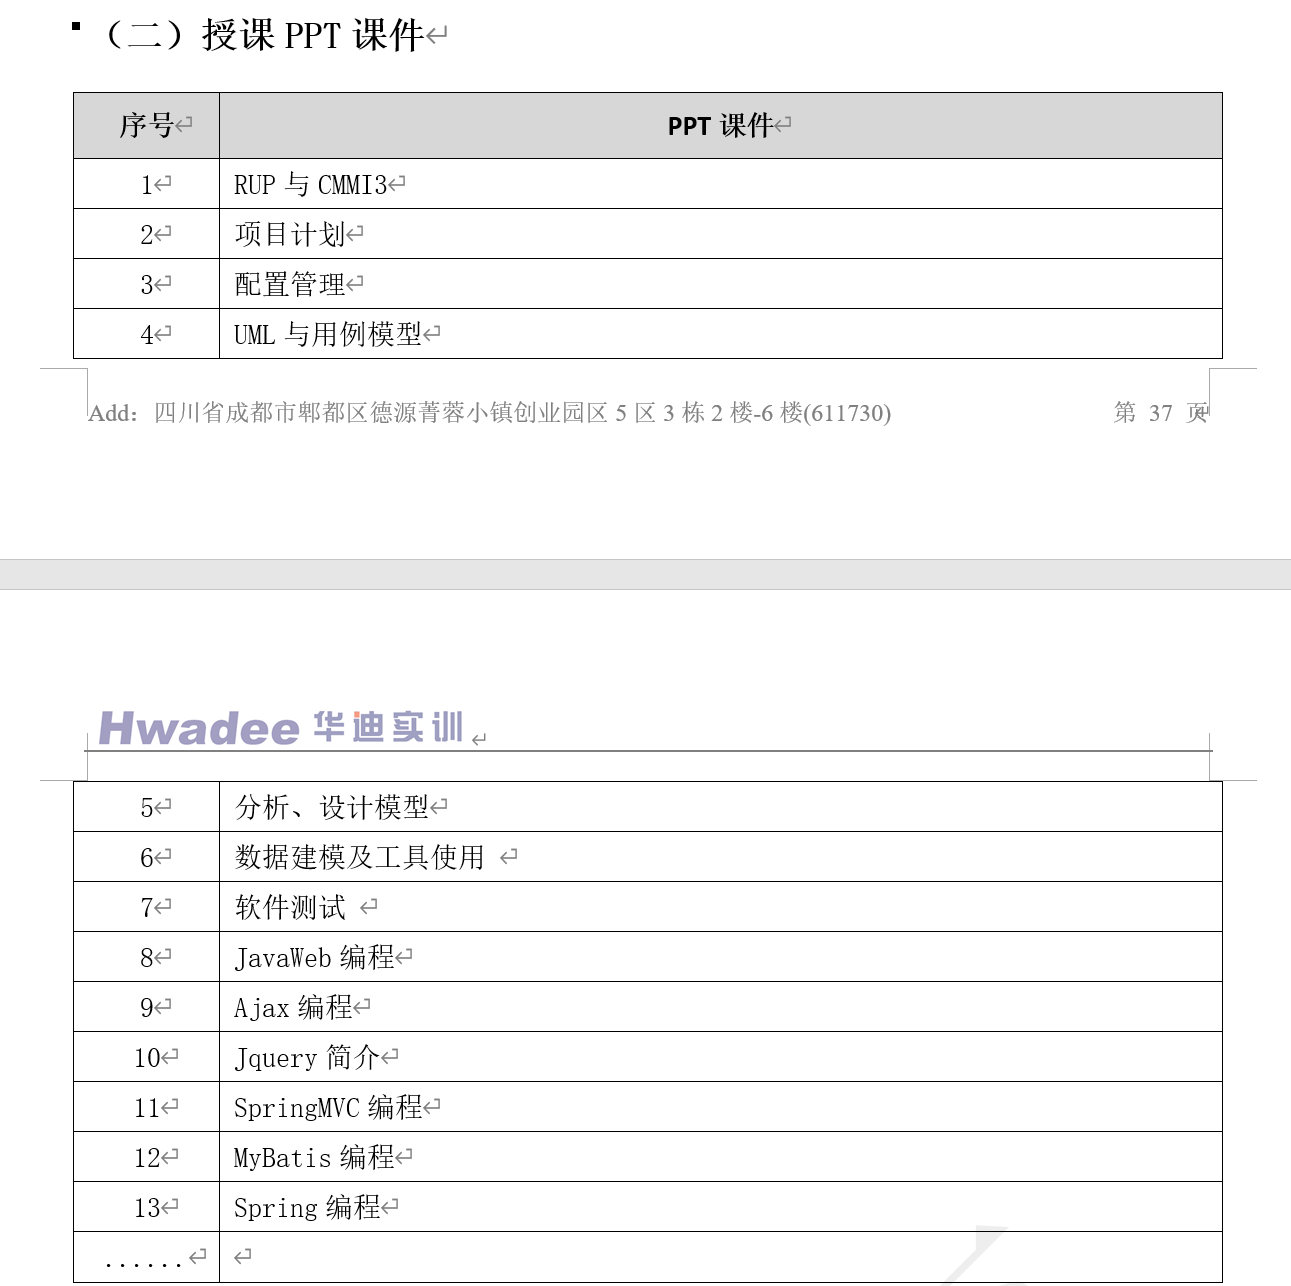 （二）授课 PPT 课件
序号 PPT 课件
1 RUP 与 CMMI3
2 项目计划
3 配置管理
4 UML 与用例模型
Add：四川省成都市郫都区德源菁蓉小镇创业园区 5 区 3 栋 2 楼-6 楼(611730) 第 37 页
Hwadee 华迪实训
5 分析、设计模型
6 数据建模及工具使用
7 软件测试
8 JavaWeb 编程
9 Ajax 编程
10 Jquery 简介
11 SpringMVC 编程
12 MyBatis 编程
13 Spring 编程
......